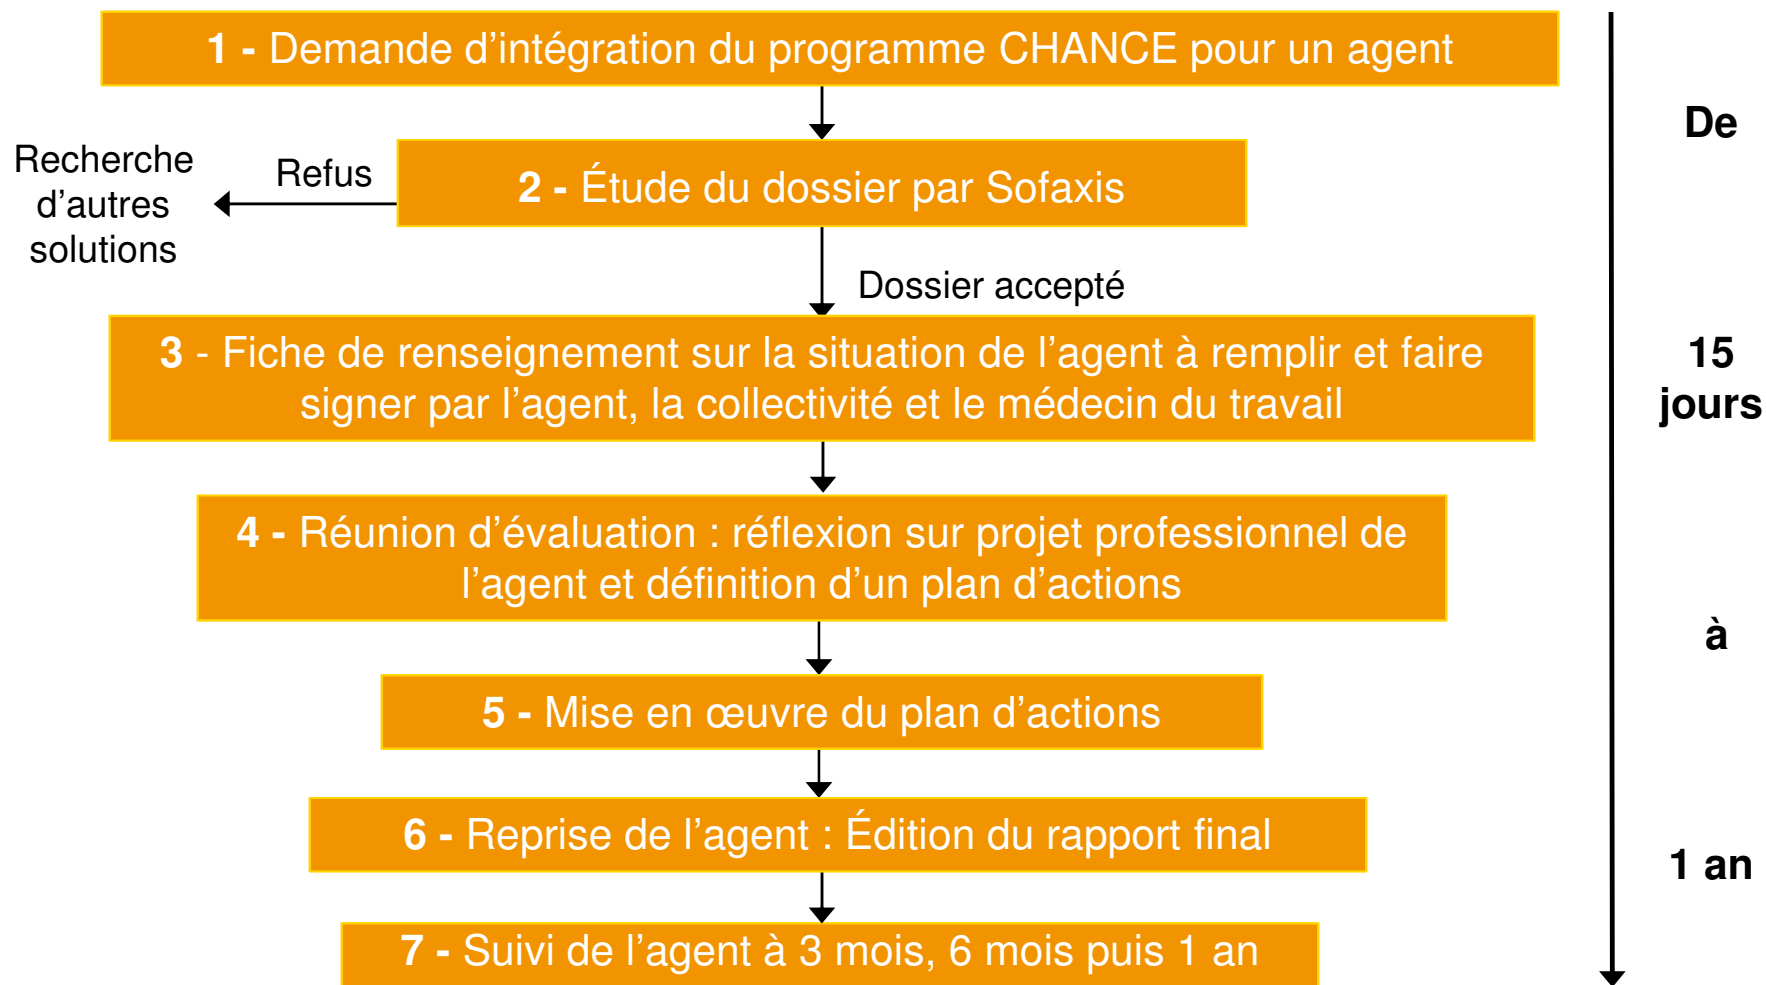 1 - Demande d’intégration du programme CHANCE pour un agent
De
Recherche
d’autres
solutions
Refus
2 - Étude du dossier par Sofaxis
Dossier accepté
3 - Fiche de renseignement sur la situation de l’agent à remplir et faire
signer par l’agent, la collectivité et le médecin du travail
15
jours
4 - Réunion d’évaluation : réflexion sur projet professionnel de
l’agent et définition d’un plan d’actions
à
5 - Mise en œuvre du plan d’actions
6 - Reprise de l’agent : Édition du rapport final
1 an
7 - Suivi de l’agent à 3 mois, 6 mois puis 1 an